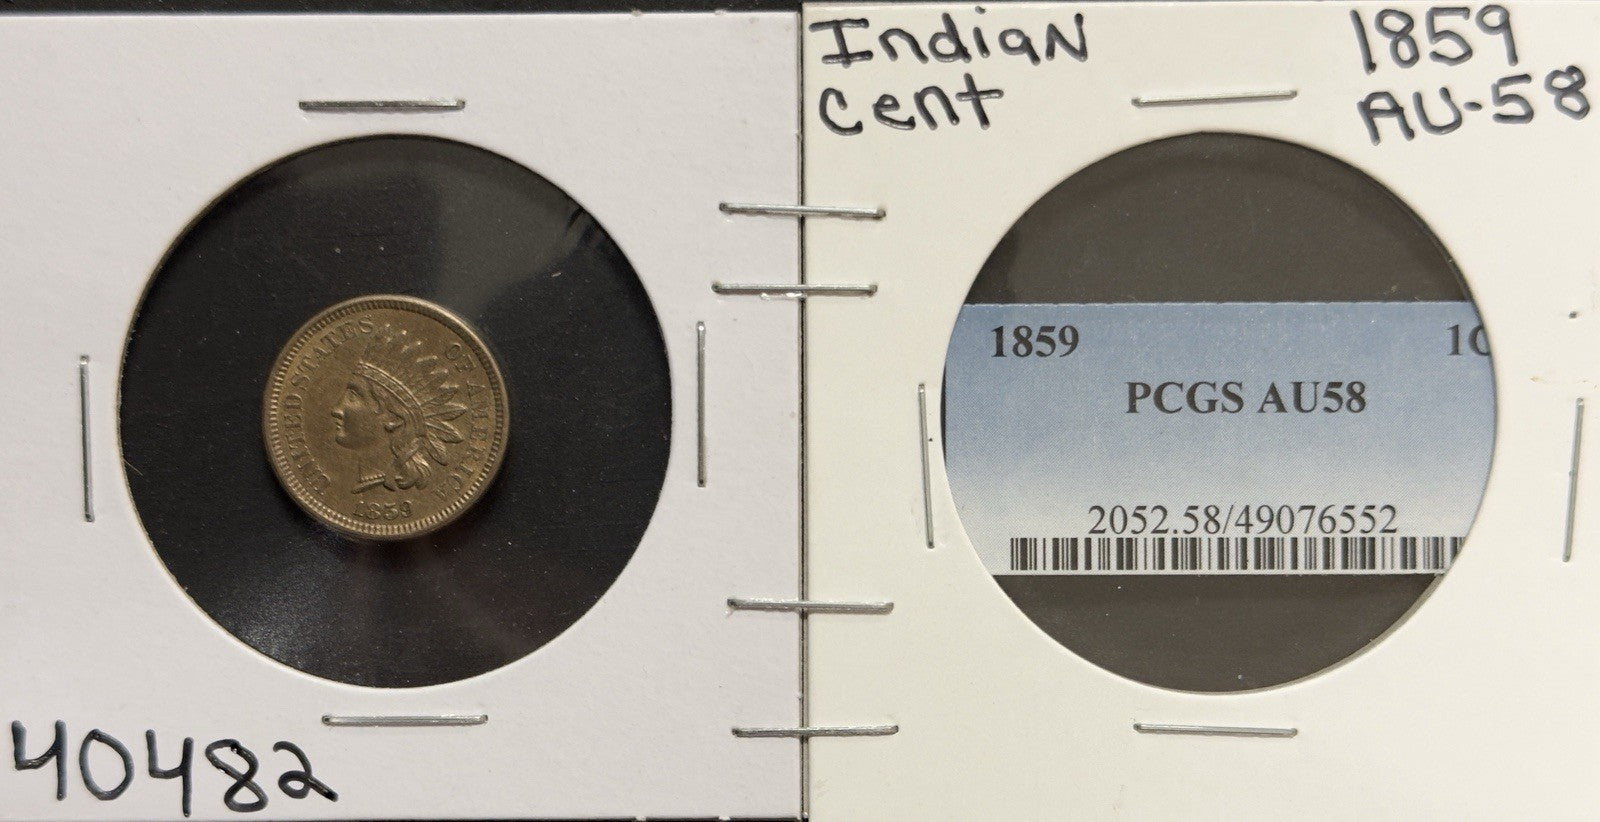 Indian
Cent
1859
AU-58
UNITED STATES OF AMERICA
1859
1859 1C
PCGS AU58
2052.58/49076552
40482